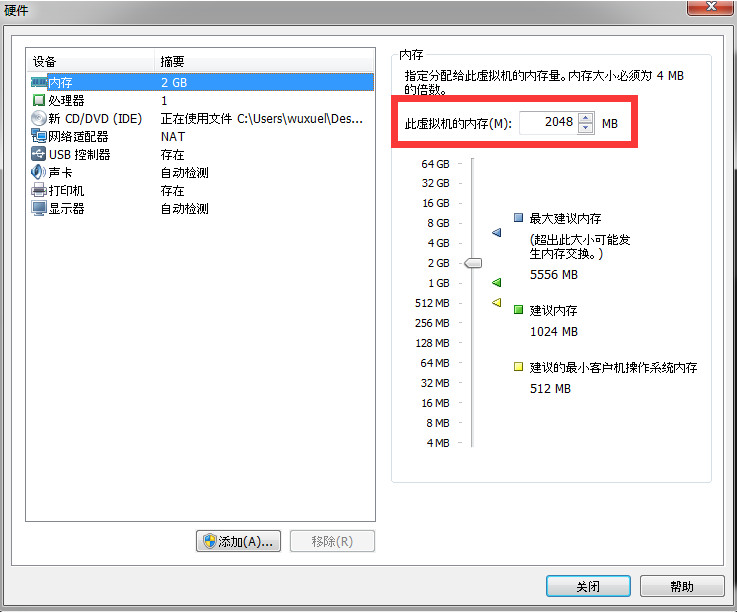 硬件
设备 摘要
内存 2 GB
处理器 1
新 CD/DVD (IDE) 正在使用文件 C:\Users\wuxuel\Des...
网络适配器 NAT
USB 控制器 存在
声卡 自动检测
打印机 存在
显示器 自动检测
添加(A)...
移除(R)
内存
指定分配给此虚拟机的内存量。内存大小必须为 4 MB
的倍数。
此虚拟机的内存(M): 2048 MB
64 GB
32 GB
16 GB
8 GB
4 GB
2 GB
1 GB
512 MB
256 MB
128 MB
64 MB
32 MB
16 MB
8 MB
4 MB
最大建议内存
(超出此大小可能发
生内存交换。)
5556 MB
建议内存
1024 MB
建议的最小客户机操作系统内存
512 MB
关闭
帮助